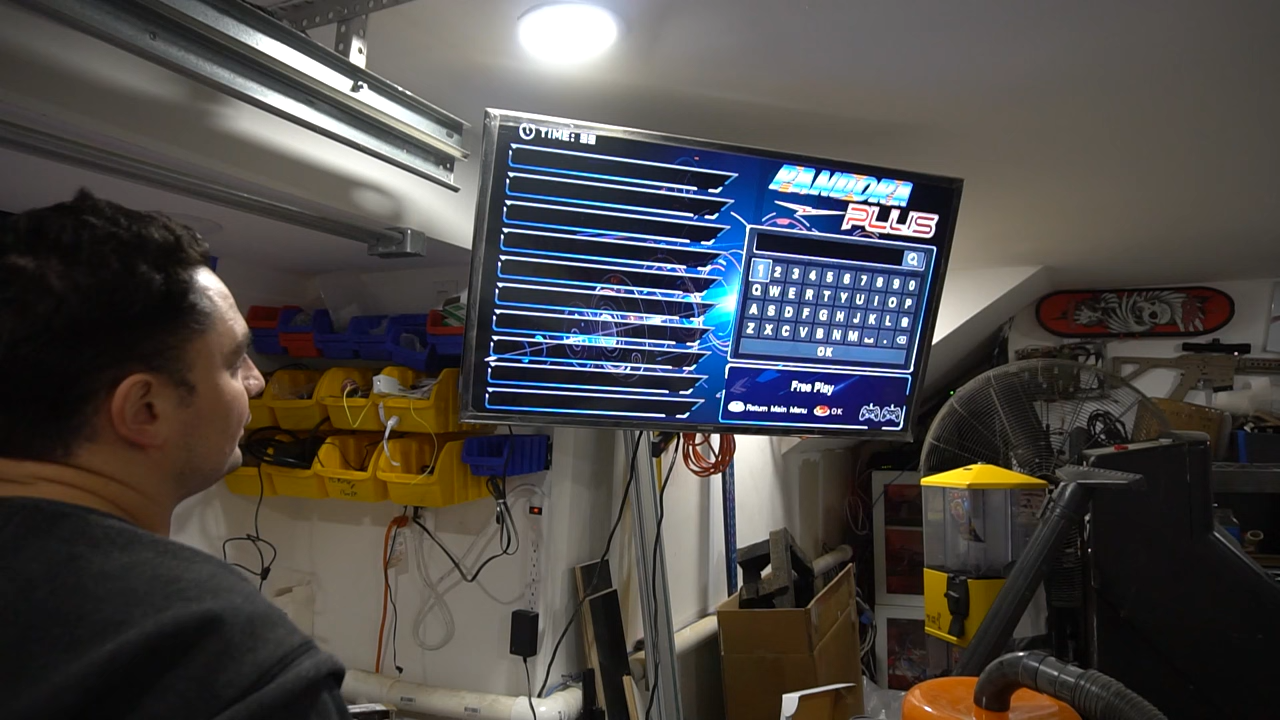 TIME: 59
PANDORA
PLUS
1 2 3 4 5 6 7 8 9 0
Q W E R T Y U I O P
A S D F G H J K L
Z X C V B N M .
OK
Free Play
Return Main Menu OK